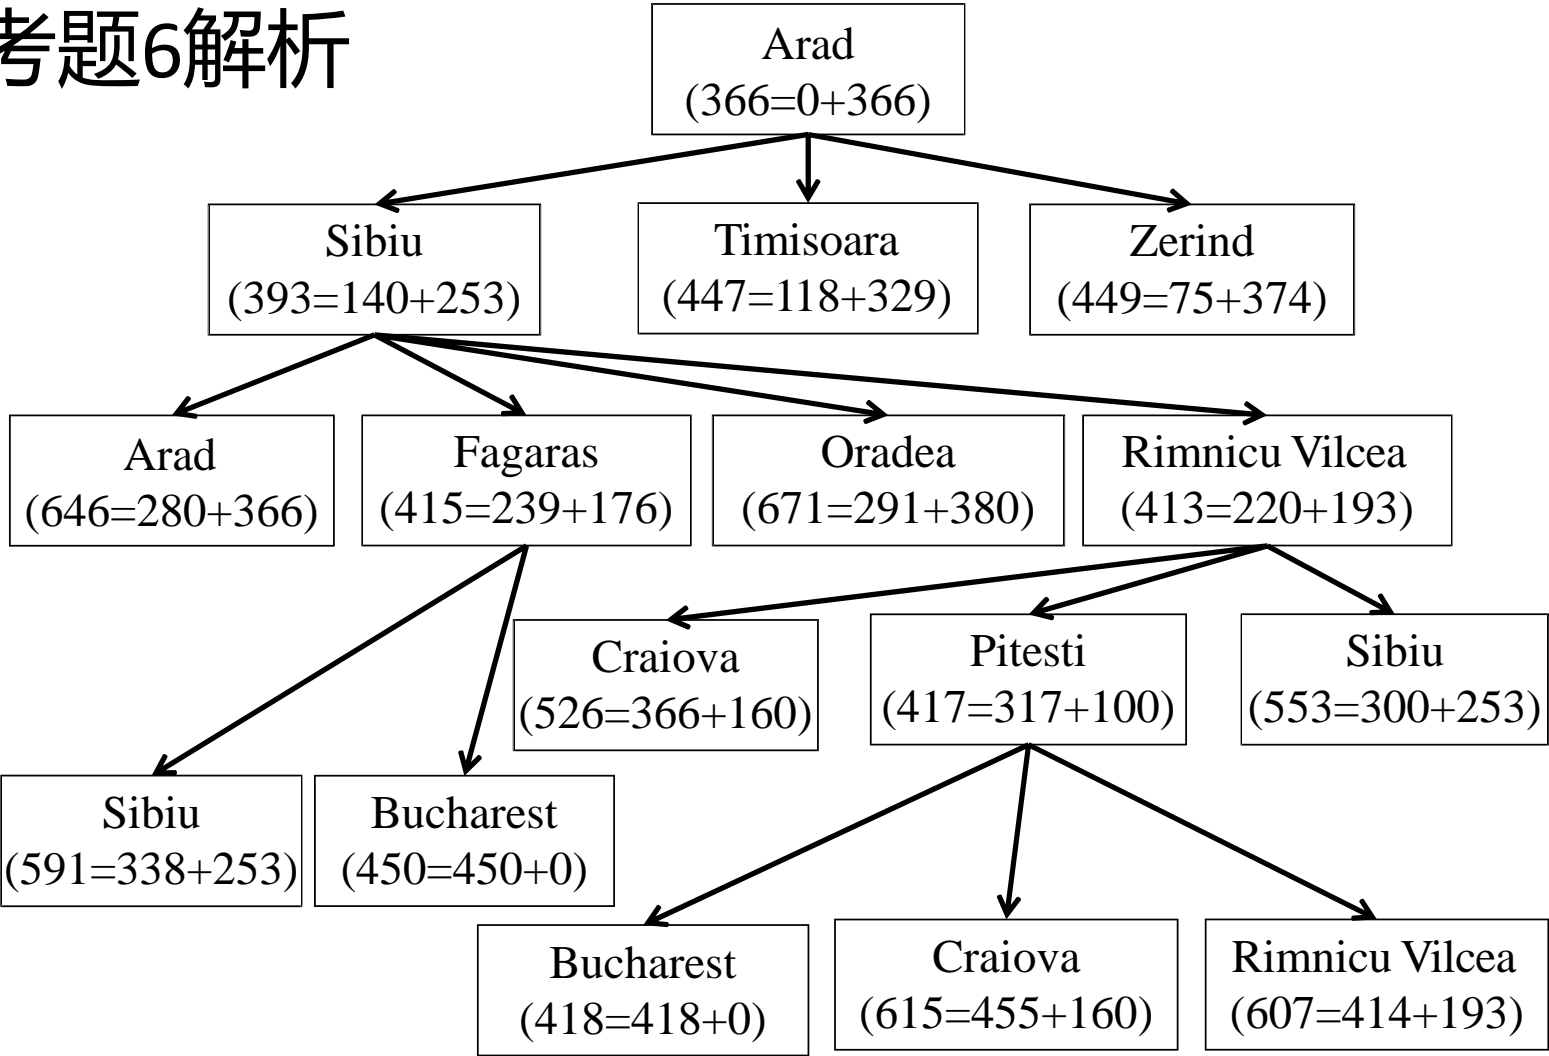 考题6解析
Arad
(366=0+366)
Sibiu
(393=140+253)
Timisoara
(447=118+329)
Zerind
(449=75+374)
Arad
(646=280+366)
Fagaras
(415=239+176)
Oradea
(671=291+380)
Rimnicu Vilcea
(413=220+193)
Craiova
(526=366+160)
Pitesti
(417=317+100)
Sibiu
(553=300+253)
Sibiu
(591=338+253)
Bucharest
(450=450+0)
Bucharest
(418=418+0)
Craiova
(615=455+160)
Rimnicu Vilcea
(607=414+193)